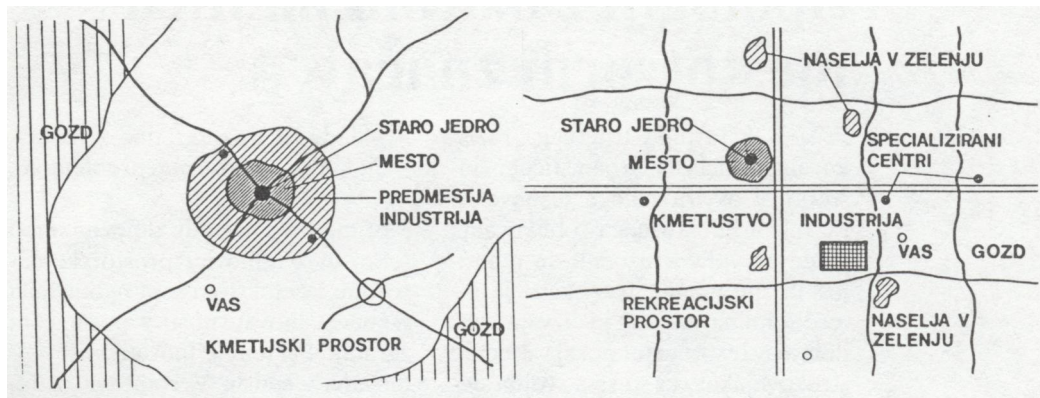 GOZD
STARO JEDRO
MESTO
PREDMESTJA
INDUSTRIJA
VAS
GOZD
KMETIJSKI PROSTOR
NASELJA V ZELENJU
STARO JEDRO
MESTO
SPECIALIZIRANI
CENTRI
KMETIJSTVO
INDUSTRIJA
VAS
GOZD
REKREACIJSKI
PROSTOR
NASELJA V
ZELENJU